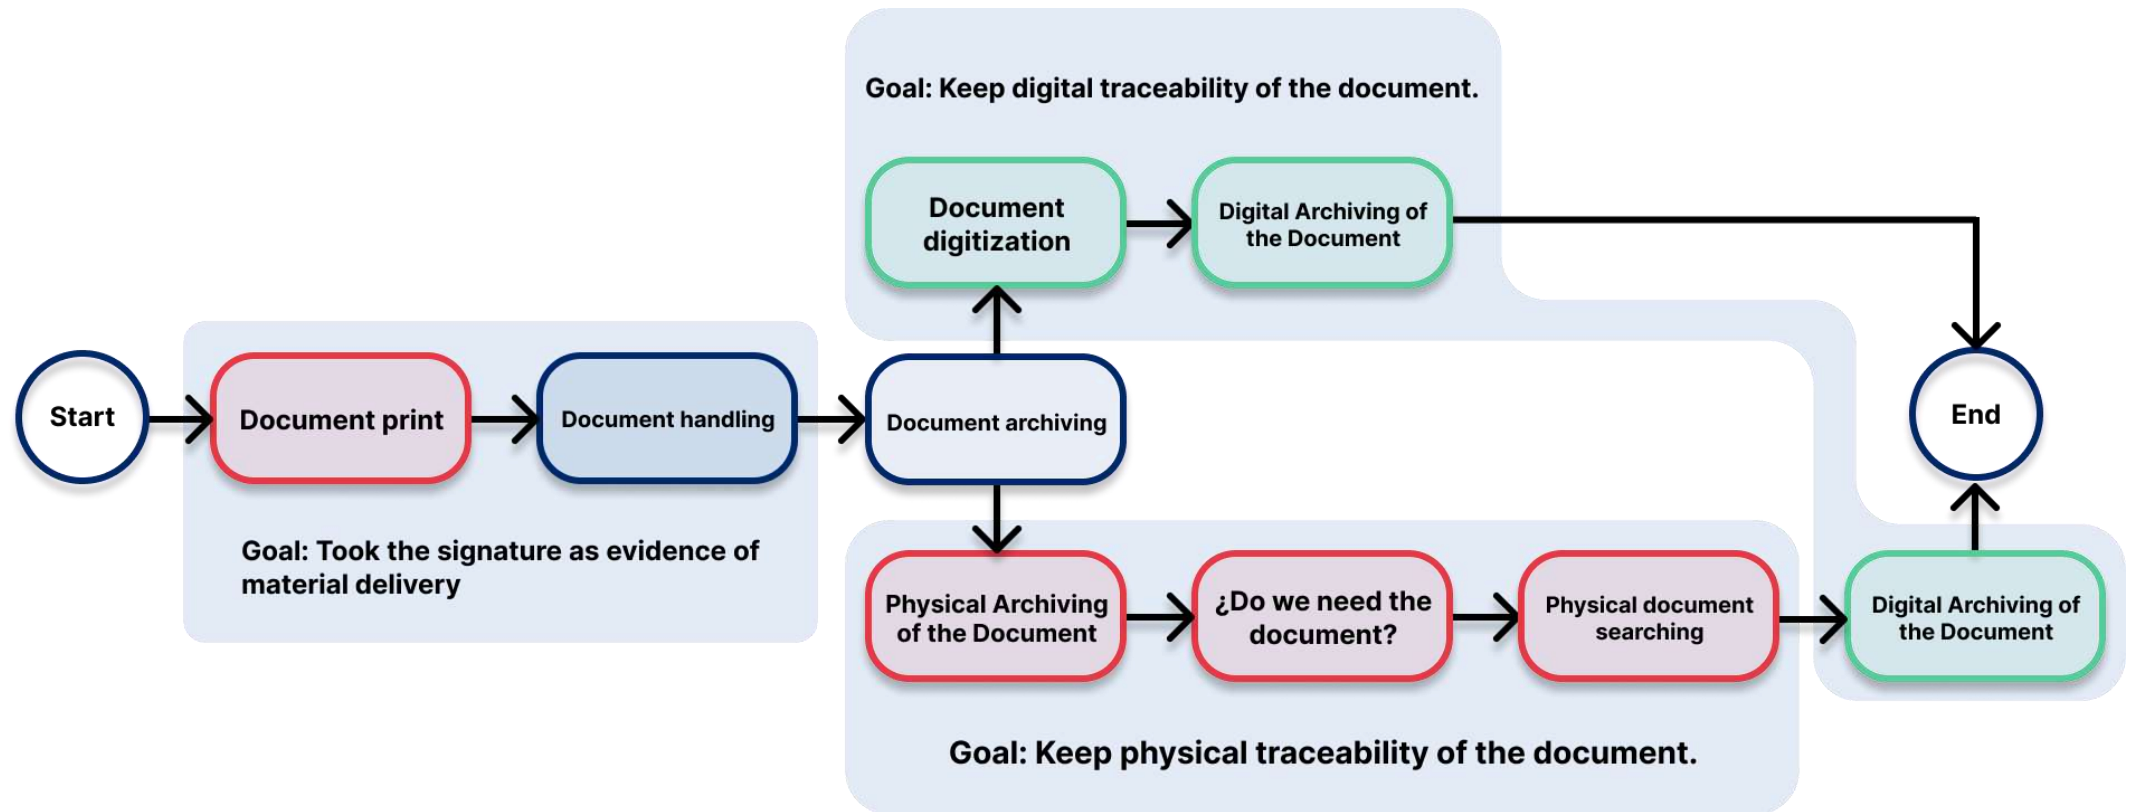 Goal: Keep digital traceability of the document.
Document
digitization
Digital Archiving of
the Document
Start
Document print
Document handling
Document archiving
End
Goal: Took the signature as evidence of
material delivery
Physical Archiving
of the Document
¿Do we need the
document?
Physical document
searching
Digital Archiving of
the Document
Goal: Keep physical traceability of the document.